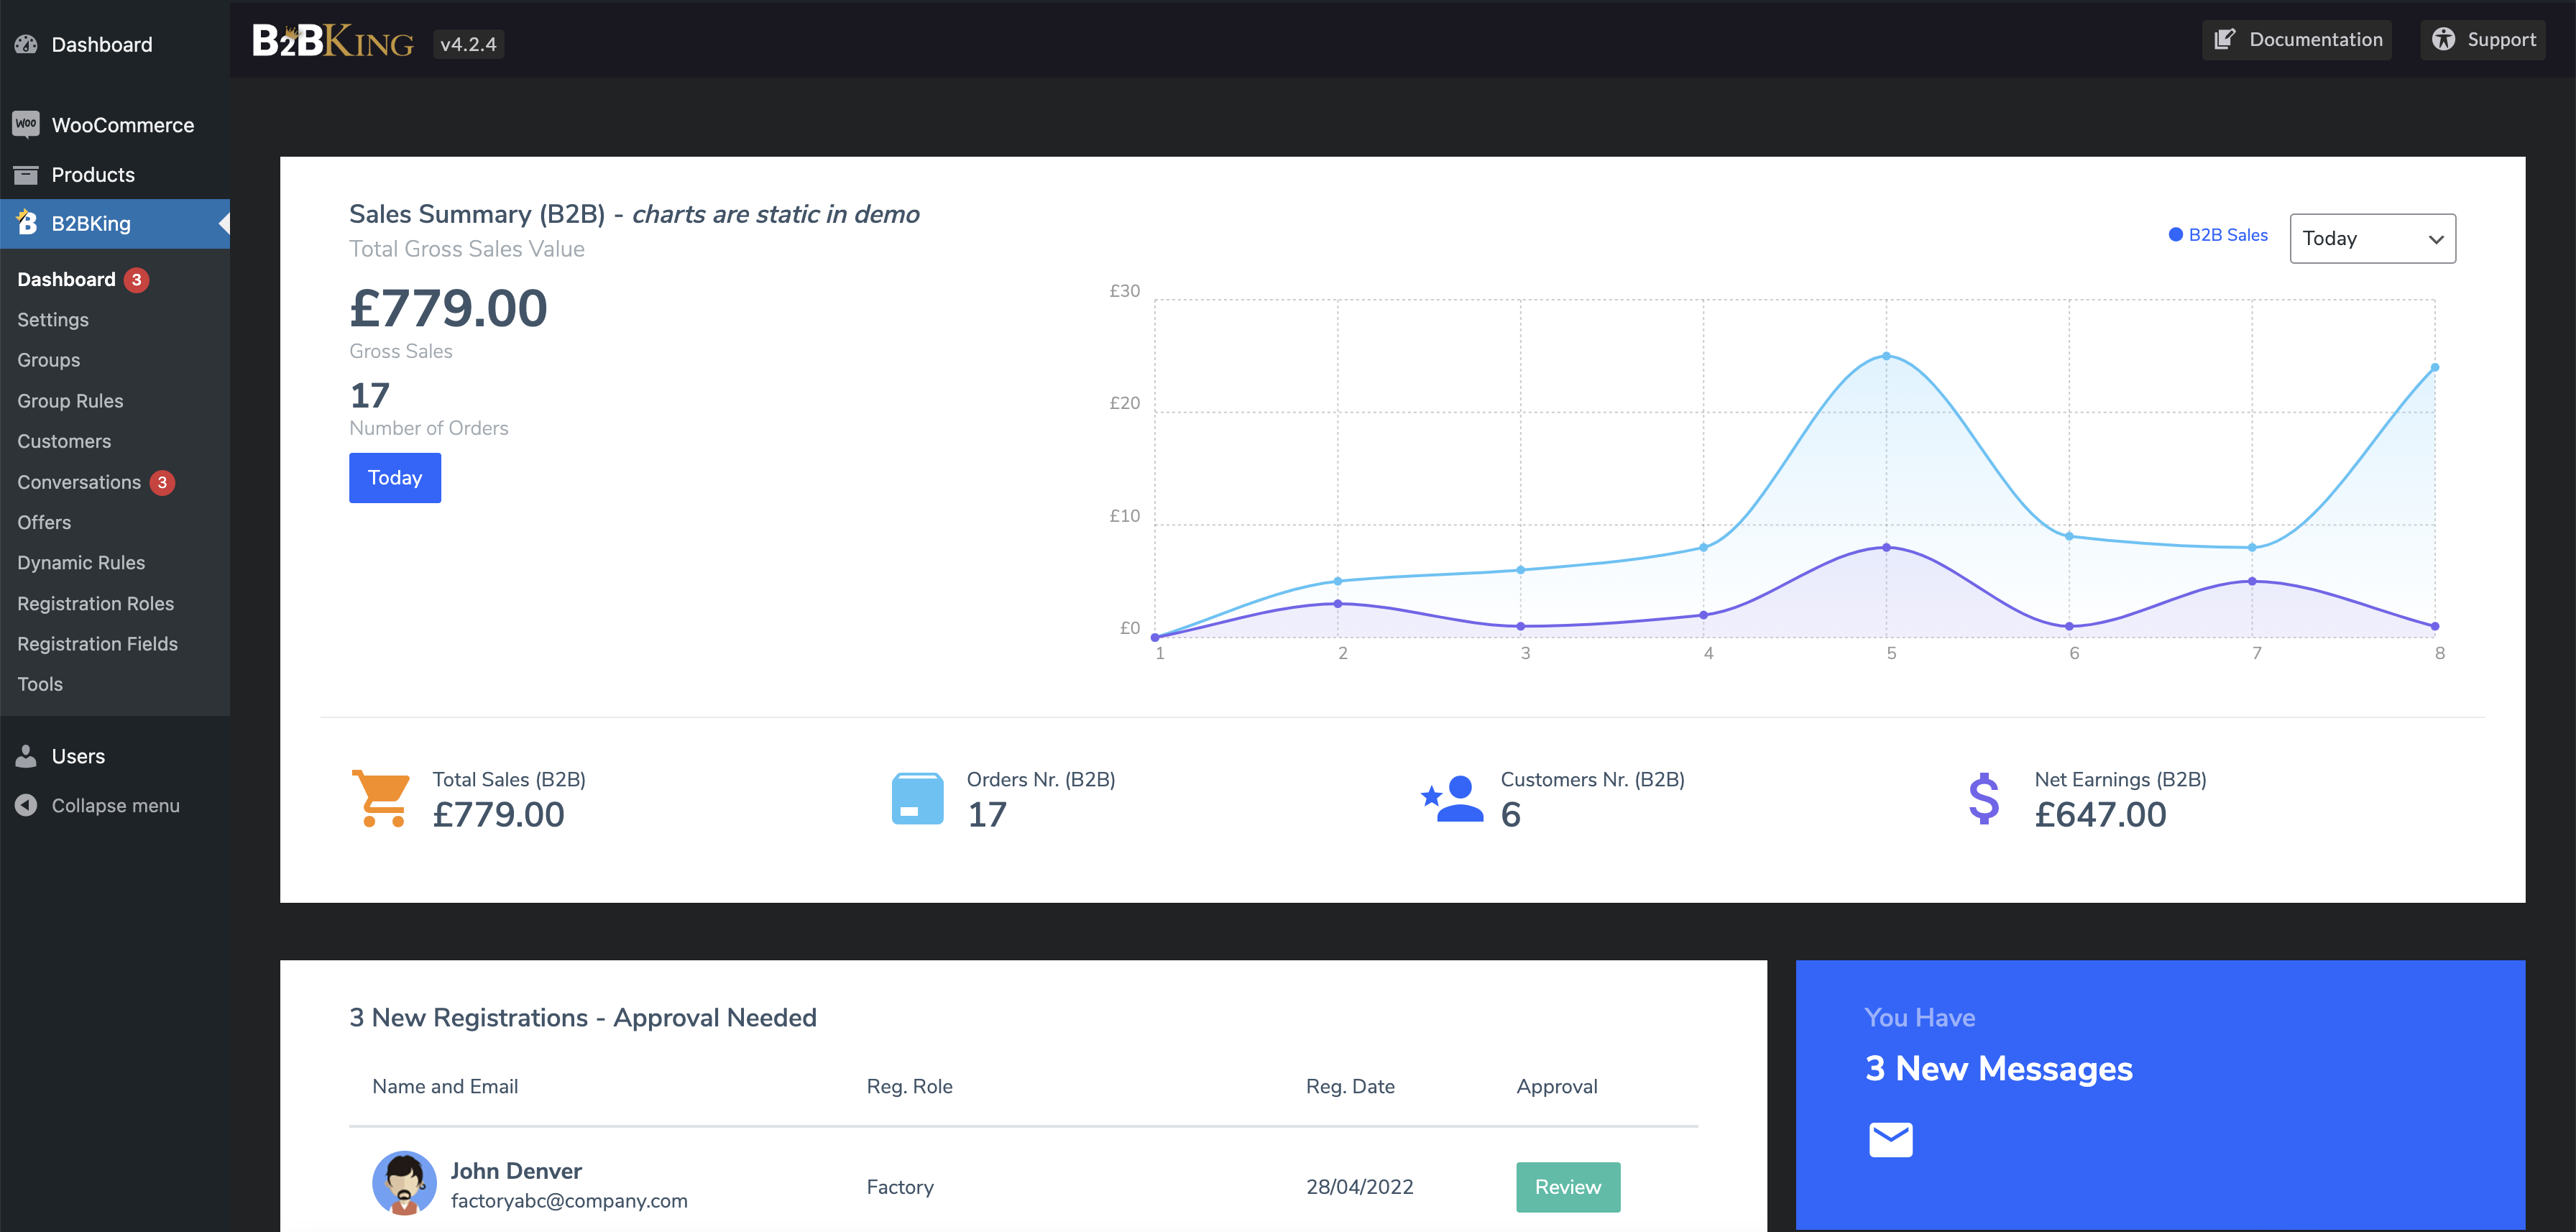 Dashboard
WooCommerce
Products
B2BKing
Dashboard 3
Settings
Groups
Group Rules
Customers
Conversations 3
Offers
Dynamic Rules
Registration Roles
Registration Fields
Tools
Users
Collapse menu
B2BKING v4.2.4
Documentation
Support
Sales Summary (B2B) - charts are static in demo
Total Gross Sales Value
£779.00
Gross Sales
17
Number of Orders
Today
B2B Sales
Today
£30
£20
£10
£0
1 2 3 4 5 6 7 8
Total Sales (B2B)
£779.00
Orders Nr. (B2B)
17
Customers Nr. (B2B)
6
Net Earnings (B2B)
£647.00
3 New Registrations - Approval Needed
Name and Email Reg. Role Reg. Date Approval
John Denver
factoryabc@company.com
Factory
28/04/2022
Review
You Have
3 New Messages